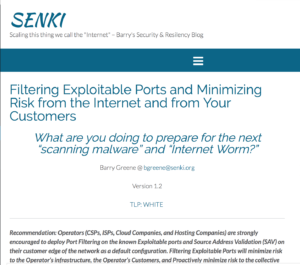 SENKI
Scaling this thing we call the "Internet" – Barry's Security & Resiliency Blog
Filtering Exploitable Ports and Minimizing
Risk from the Internet and from Your
Customers
What are you doing to prepare for the next
"scanning malware" and "Internet Worm?"
Barry Greene @ bgreene@senki.org
Version 1.2
TLP: WHITE
Recommendation: Operators (CSPs, ISPs, Cloud Companies, and Hosting Companies) are strongly
encouraged to deploy Port Filtering on the known Exploitable ports and Source Address Validation (SAV) on
their customer edge of the network as a default configuration. Filtering Exploitable Ports will minimize risk
to the Operator's infrastructure, the Operator's Customers, and Proactively minimize risk to the collective